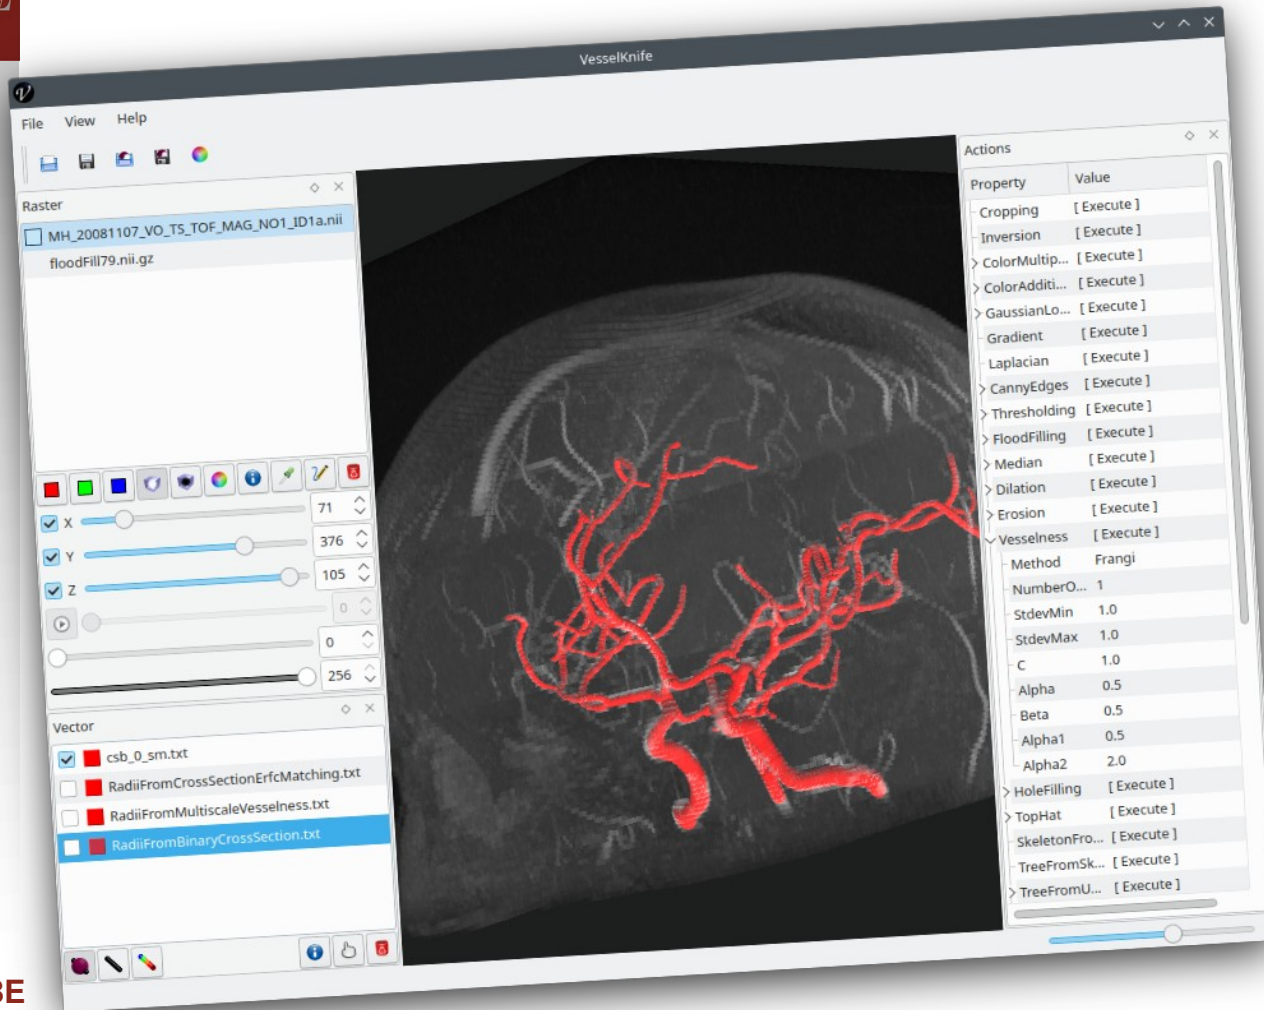 VesselKnife
File View Help
Raster
MH_20081107_VO_TS_TOF_MAG_NO1_ID1a.nii
floodFill79.nii.gz
X 71
Y 376
Z 105
0
0
256
Vector
csb_0_sm.txt
RadiiFromCrossSectionErfcMatching.txt
RadiiFromMultiscaleVesselness.txt
RadiiFromBinaryCrossSection.txt
Actions
Property Value
Cropping [ Execute ]
Inversion [ Execute ]
ColorMultip... [ Execute ]
ColorAdditi... [ Execute ]
GaussianLo... [ Execute ]
Gradient [ Execute ]
Laplacian [ Execute ]
CannyEdges [ Execute ]
Thresholding [ Execute ]
FloodFilling [ Execute ]
Median [ Execute ]
Dilation [ Execute ]
Erosion [ Execute ]
Vesselness [ Execute ]
Method Frangi
NumberO... 1
StdevMin 1.0
StdevMax 1.0
C 1.0
Alpha 0.5
Beta 0.5
Alpha1 0.5
Alpha2 2.0
HoleFilling [ Execute ]
TopHat [ Execute ]
SkeletonFro... [ Execute ]
TreeFromSk... [ Execute ]
TreeFromU... [ Execute ]